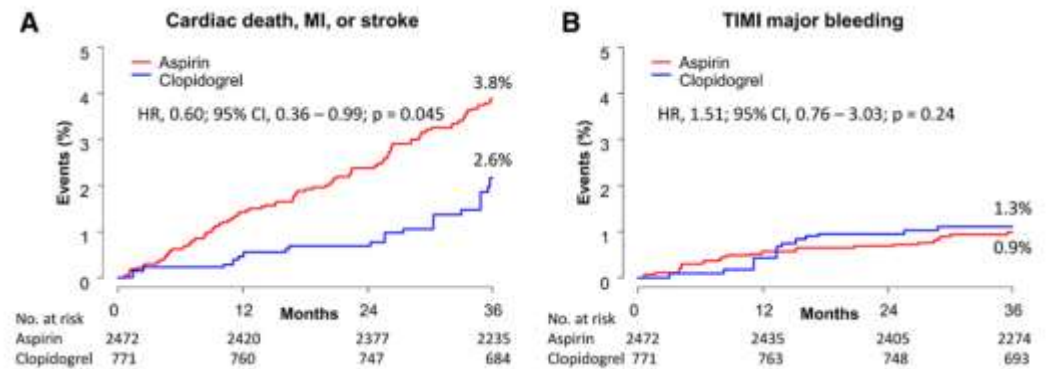 A
Cardiac death, MI, or stroke
Events (%)
5
4
3
2
1
0
Aspirin
Clopidogrel
HR, 0.60; 95% CI, 0.36 – 0.99; p = 0.045
3.8%
2.6%
0 12 24 36
Months
No. at risk
Aspirin 2472 2420 2377 2235
Clopidogrel 771 760 747 684
B
TIMI major bleeding
Events (%)
5
4
3
2
1
0
Aspirin
Clopidogrel
HR, 1.51; 95% CI, 0.76 – 3.03; p = 0.24
1.3%
0.9%
0 12 24 36
Months
No. at risk
Aspirin 2472 2435 2405 2274
Clopidogrel 771 763 748 693